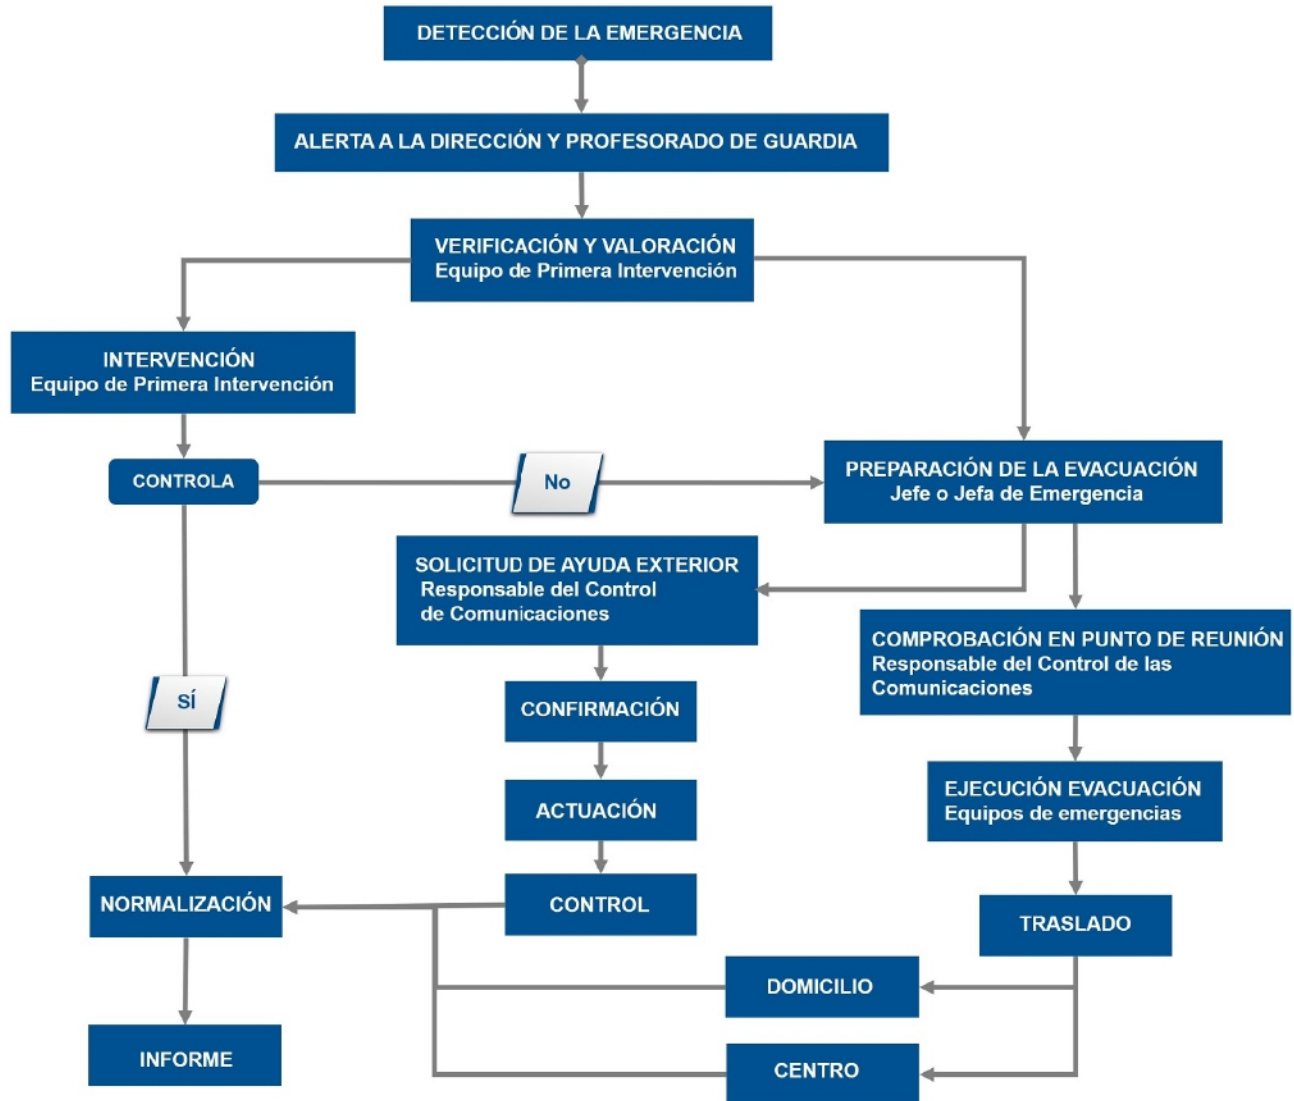 DETECCIÓN DE LA EMERGENCIA
ALERTA A LA DIRECCIÓN Y PROFESORADO DE GUARDIA
VERIFICACIÓN Y VALORACIÓN
Equipo de Primera Intervención
INTERVENCIÓN
Equipo de Primera Intervención
CONTROLA
No
PREPARACIÓN DE LA EVACUACIÓN
Jefe o Jefa de Emergencia
SOLICITUD DE AYUDA EXTERIOR
Responsable del Control
de Comunicaciones
COMPROBACIÓN EN PUNTO DE REUNIÓN
Responsable del Control de las
Comunicaciones
SÍ
CONFIRMACIÓN
EJECUCIÓN EVACUACIÓN
Equipos de emergencias
ACTUACIÓN
NORMALIZACIÓN
CONTROL
TRASLADO
DOMICILIO
INFORME
CENTRO